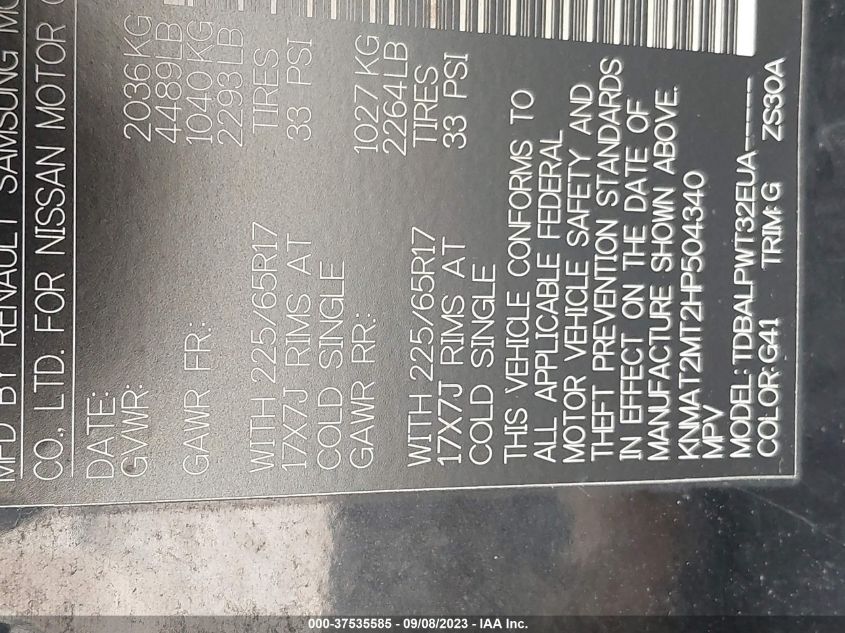 MFD BY RENAULT SAMSUNG
CO., LTD. FOR NISSAN MOTOR
DATE:
GVWR: 2036KG
4489LB
GAWR FR: 1040 KG
2293 LB
WITH 225/65R17 TIRES
17X7J RIMS AT 33 PSI
COLD SINGLE
GAWR RR: 1027 KG
2264LB
WITH 225/65R17 TIRES
17X7J RIMS AT 33 PSI
COLD SINGLE
THIS VEHICLE CONFORMS TO
ALL APPLICABLE FEDERAL
MOTOR VEHICLE SAFETY AND
THEFT PREVENTION STANDARDS
IN EFFECT ON THE DATE OF
MANUFACTURE SHOWN ABOVE.
KNMAT2MT2HP504340
MPV
MODEL: TDBALPWT32EUA-----
COLOR: G41 TRIM: G ZS30A
000-37535585 - 09/08/2023 - IAA Inc.